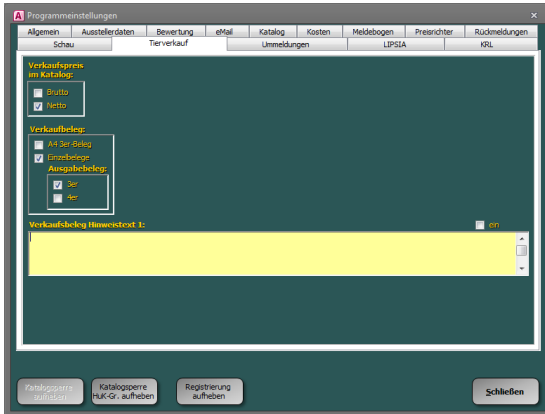 Programmeinstellungen
Allgemein Ausstellerdaten Bewertung eMail Katalog Kosten Meldebogen Preisrichter Rückmeldungen
Schau Tierverkauf Ummeldungen LIPSIA KRL
Verkaufspreis
im Katalog:
Brutto
Netto
Verkaufbeleg:
A4 3er-Beleg
Einzelbelege
Ausgabebeleg:
3er
4er
Verkaufsbeleg Hinweistext 1: ein
Katalogsperre
aufheben
Katalogsperre
HuK-Gr. aufheben
Registrierung
aufheben
Schließen